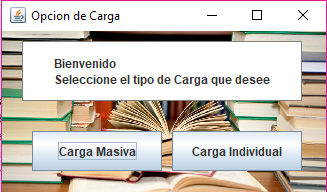 Opcion de Carga
Bienvenido
Seleccione el tipo de Carga que desee
Carga Masiva
Carga Individual